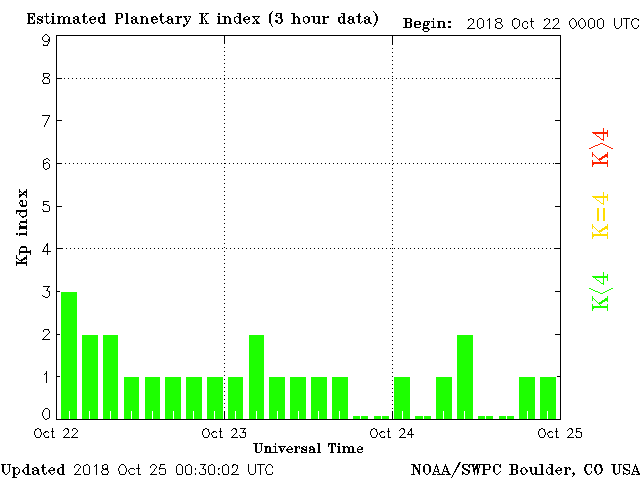 Estimated Planetary K index (3 hour data) Begin: 2018 Oct 22 0000 UTC
9
8
7
6
5
4
3
2
1
0
Kp index
K>4
K=4
K<4
Oct 22 Oct 23 Oct 24 Oct 25
Universal Time
Updated 2018 Oct 25 00:30:02 UTC NOAA/SWPC Boulder, CO USA